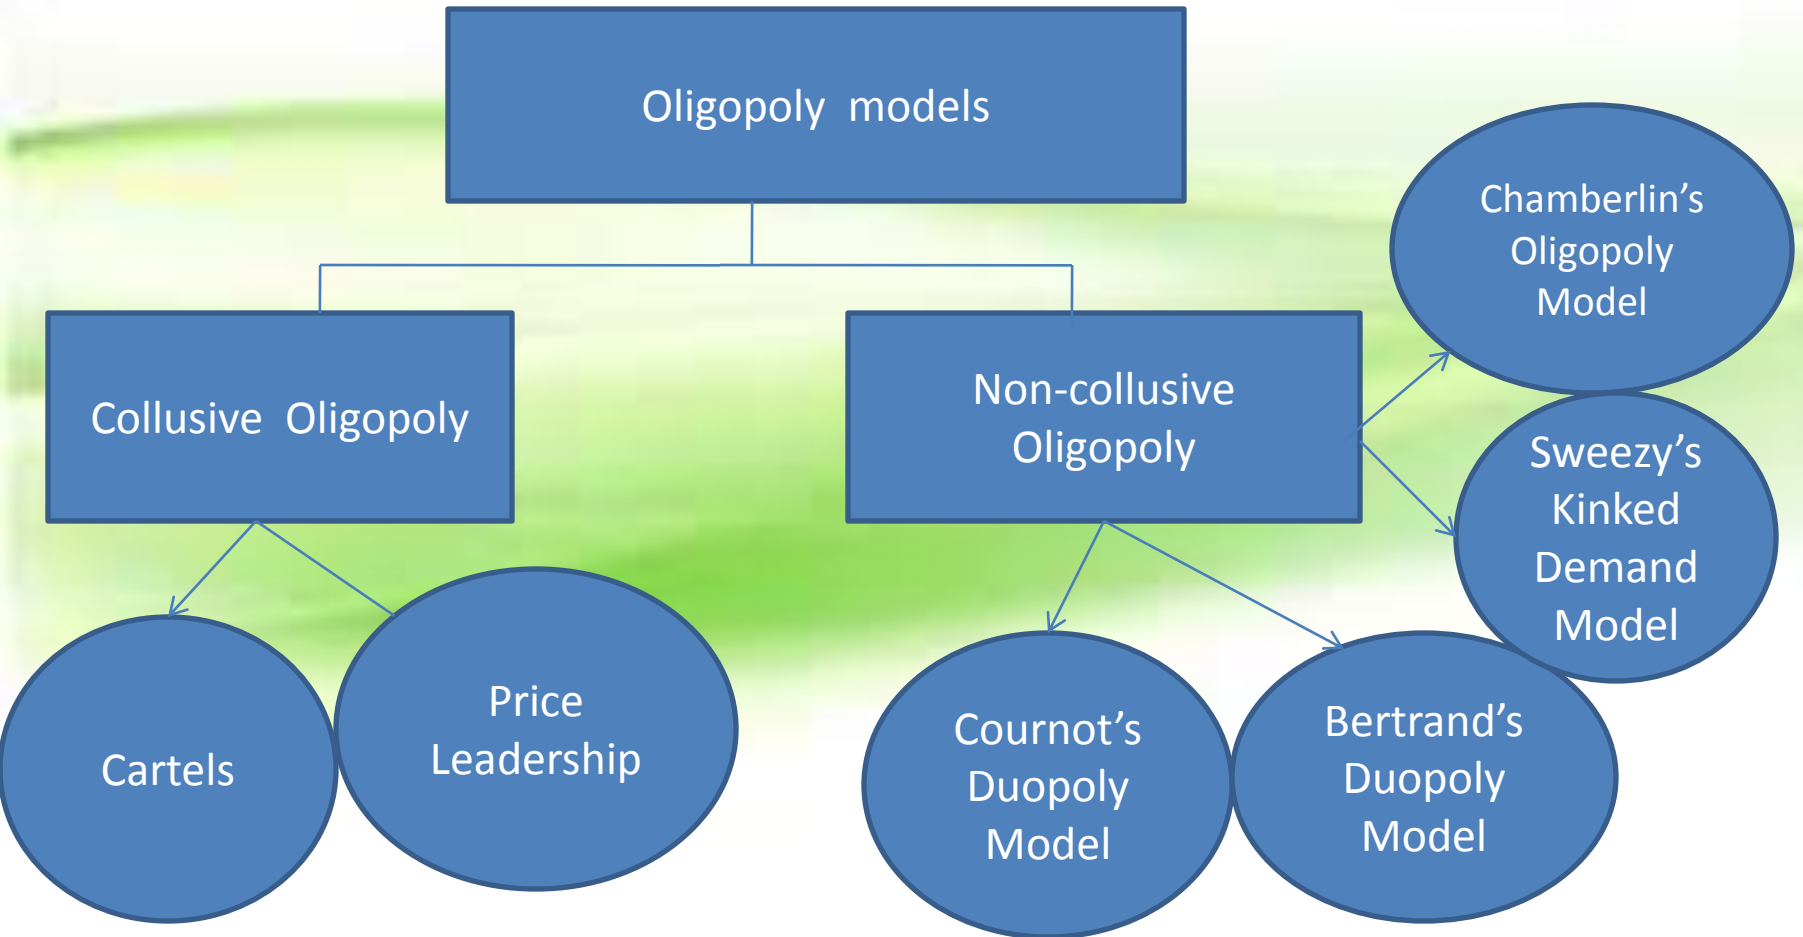 Oligopoly models
Collusive Oligopoly
Non-collusive
Oligopoly
Chamberlin’s
Oligopoly
Model
Sweezy’s
Kinked
Demand
Model
Cartels
Price
Leadership
Cournot’s
Duopoly
Model
Bertrand’s
Duopoly
Model